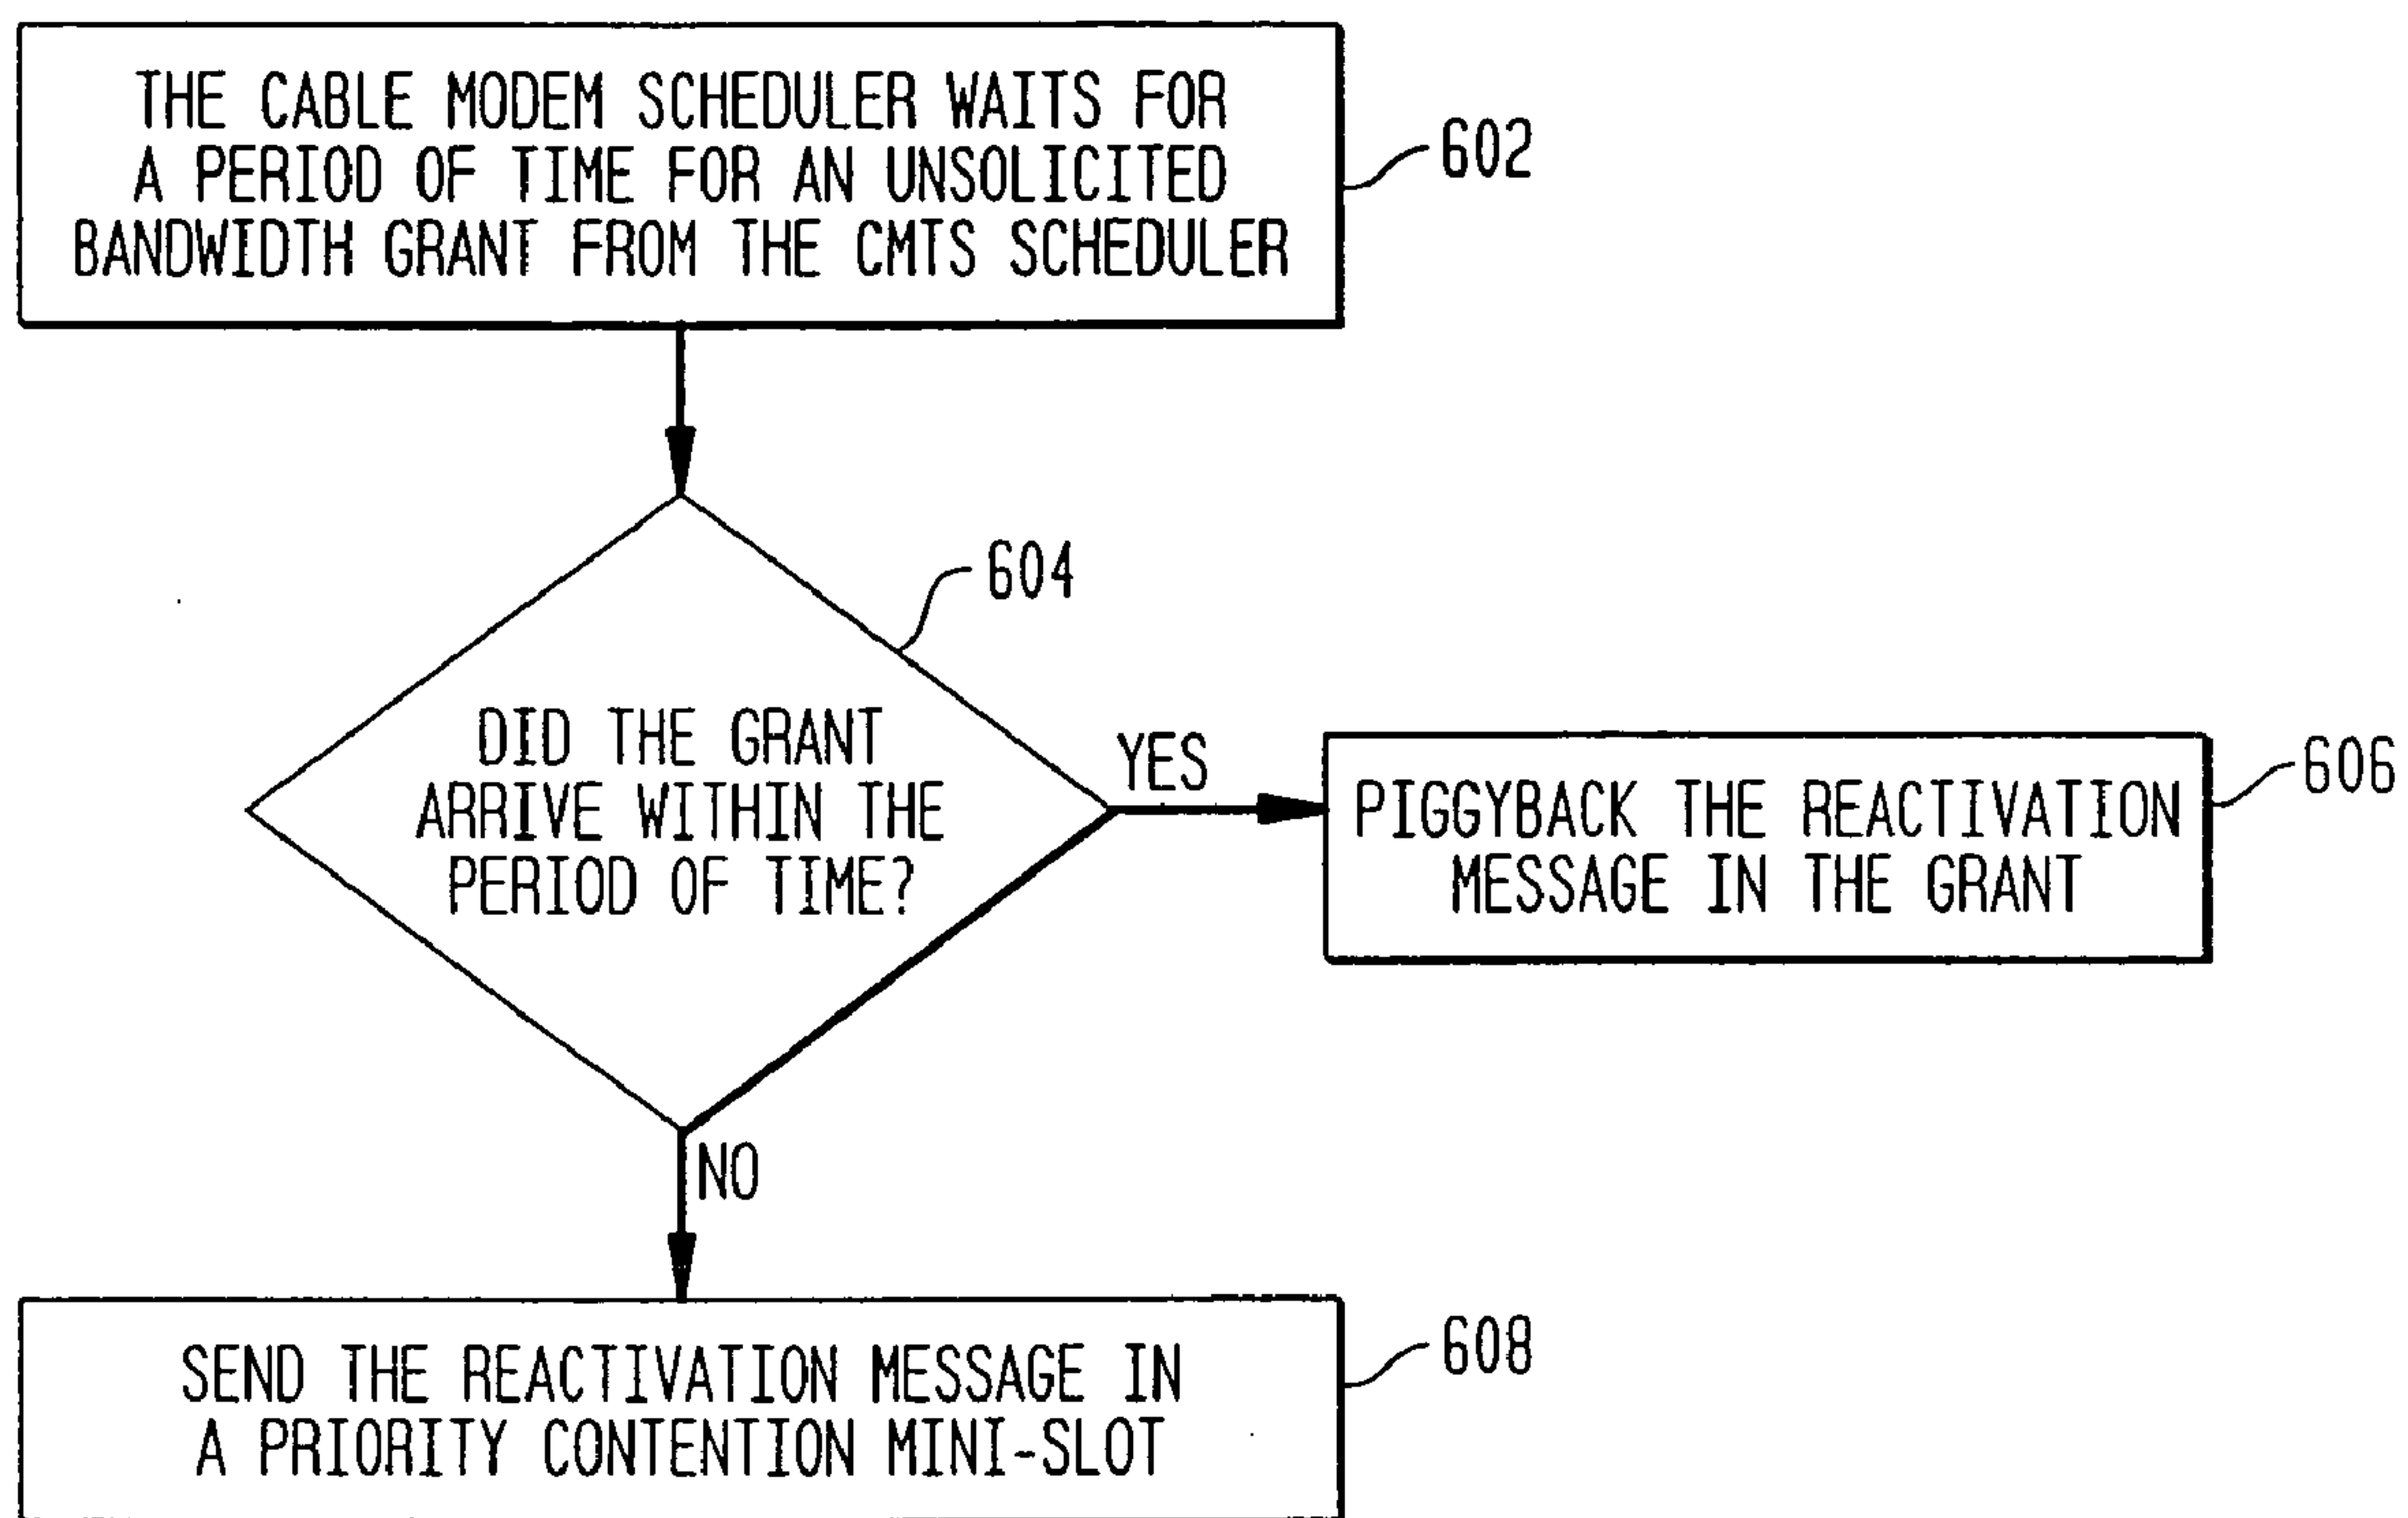 THE CABLE MODEM SCHEDULER WAITS FOR
A PERIOD OF TIME FOR AN UNSOLICITED
BANDWIDTH GRANT FROM THE CMTS SCHEDULER
602
604
DID THE GRANT
ARRIVE WITHIN THE
PERIOD OF TIME?
YES
PIGGYBACK THE REACTIVATION
MESSAGE IN THE GRANT
606
NO
SEND THE REACTIVATION MESSAGE IN
A PRIORITY CONTENTION MINI-SLOT
608